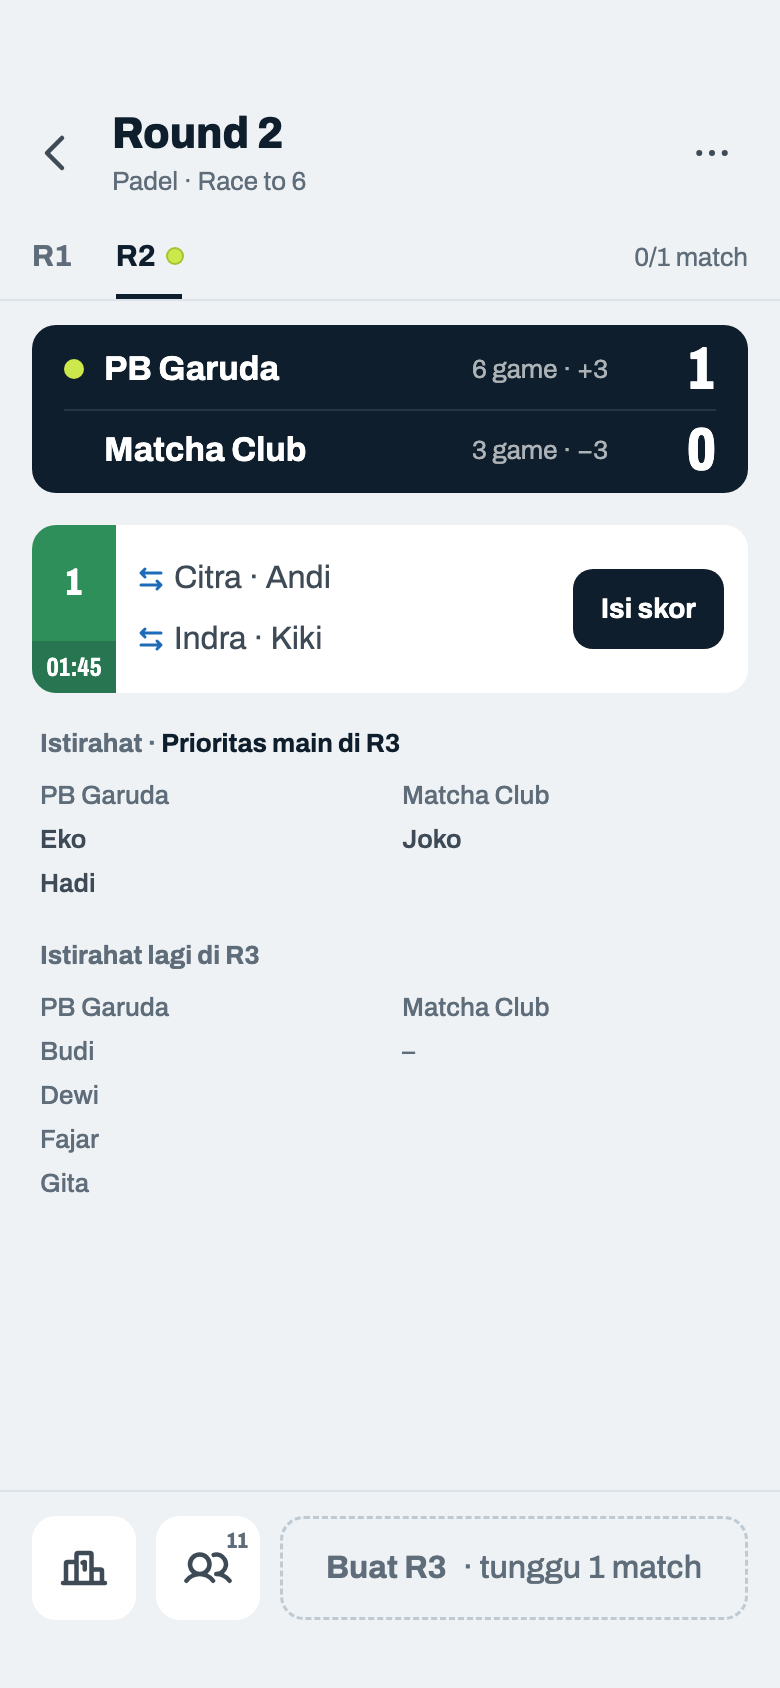 Round 2
Padel · Race to 6
R1 R2 0/1 match
PB Garuda 6 game · +3 1
Matcha Club 3 game · −3 0
1 Citra · Andi
Isi skor
01:45 Indra · Kiki
Istirahat · Prioritas main di R3
PB Garuda Matcha Club
Eko Joko
Hadi
Istirahat lagi di R3
PB Garuda Matcha Club
Budi –
Dewi
Fajar
Gita
11
Buat R3 · tunggu 1 match